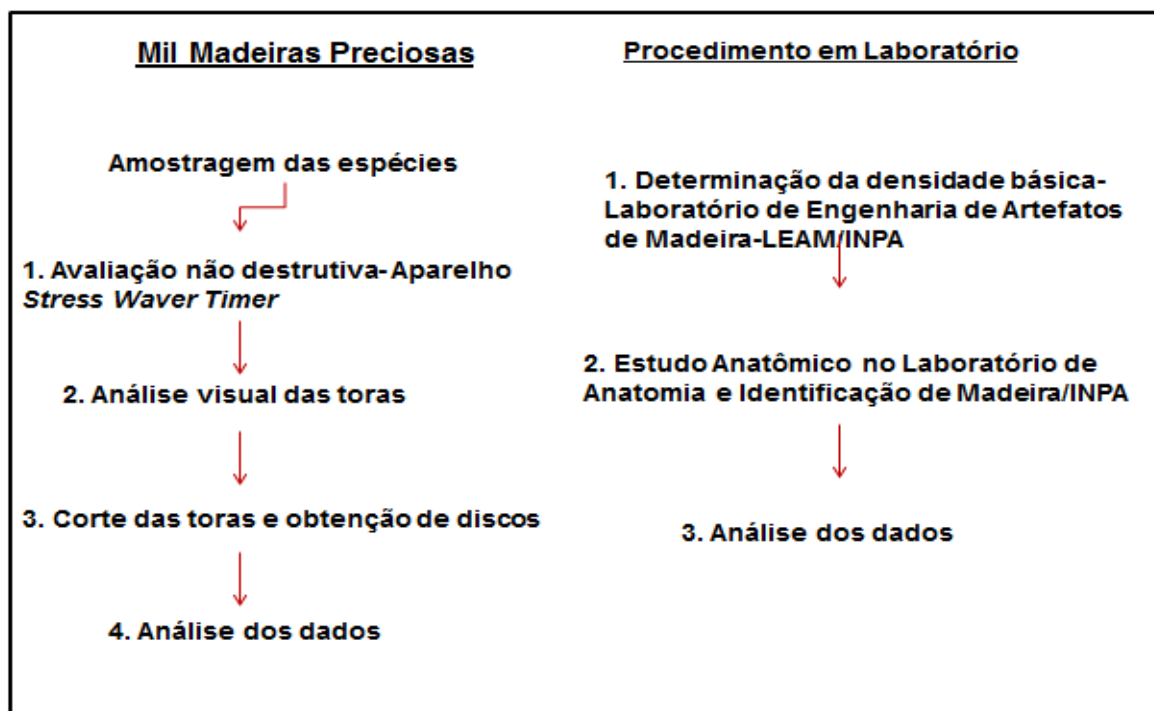 Mil Madeiras Preciosas
Amostragem das espécies
1. Avaliação não destrutiva- Aparelho
Stress Waver Timer
2. Análise visual das toras
3. Corte das toras e obtenção de discos
4. Análise dos dados
Procedimento em Laboratório
1. Determinação da densidade básica-
Laboratório de Engenharia de Artefatos
de Madeira-LEAM/INPA
2. Estudo Anatômico no Laboratório de
Anatomia e Identificação de Madeira/INPA
3. Análise dos dados